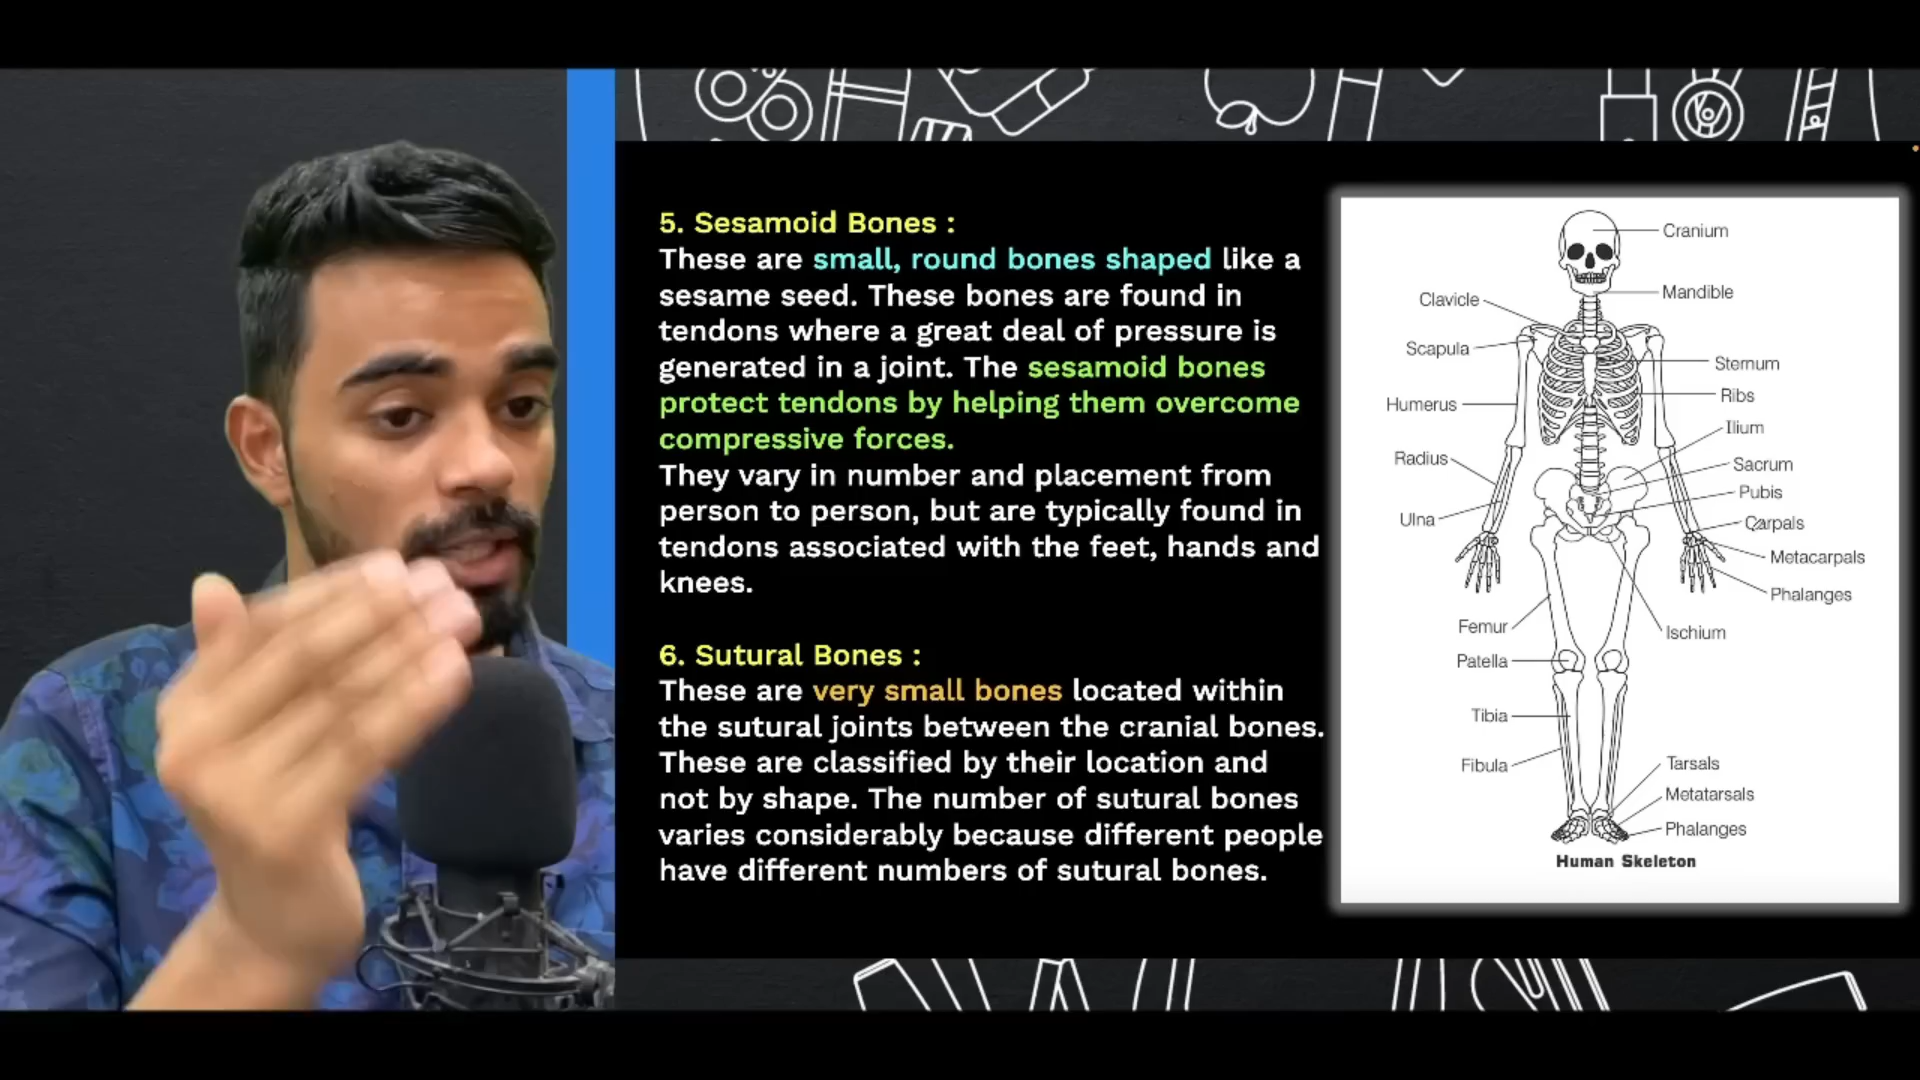 5. Sesamoid Bones :
These are small, round bones shaped like a
sesame seed. These bones are found in
tendons where a great deal of pressure is
generated in a joint. The sesamoid bones
protect tendons by helping them overcome
compressive forces.
They vary in number and placement from
person to person, but are typically found in
tendons associated with the feet, hands and
knees.
6. Sutural Bones :
These are very small bones located within
the sutural joints between the cranial bones.
These are classified by their location and
not by shape. The number of sutural bones
varies considerably because different people
have different numbers of sutural bones.
Cranium
Mandible
Clavicle
Scapula
Sternum
Ribs
Humerus
Ilium
Radius
Sacrum
Pubis
Ulna
Carpals
Metacarpals
Phalanges
Femur
Ischium
Patella
Tibia
Fibula
Tarsals
Metatarsals
Phalanges
Human Skeleton